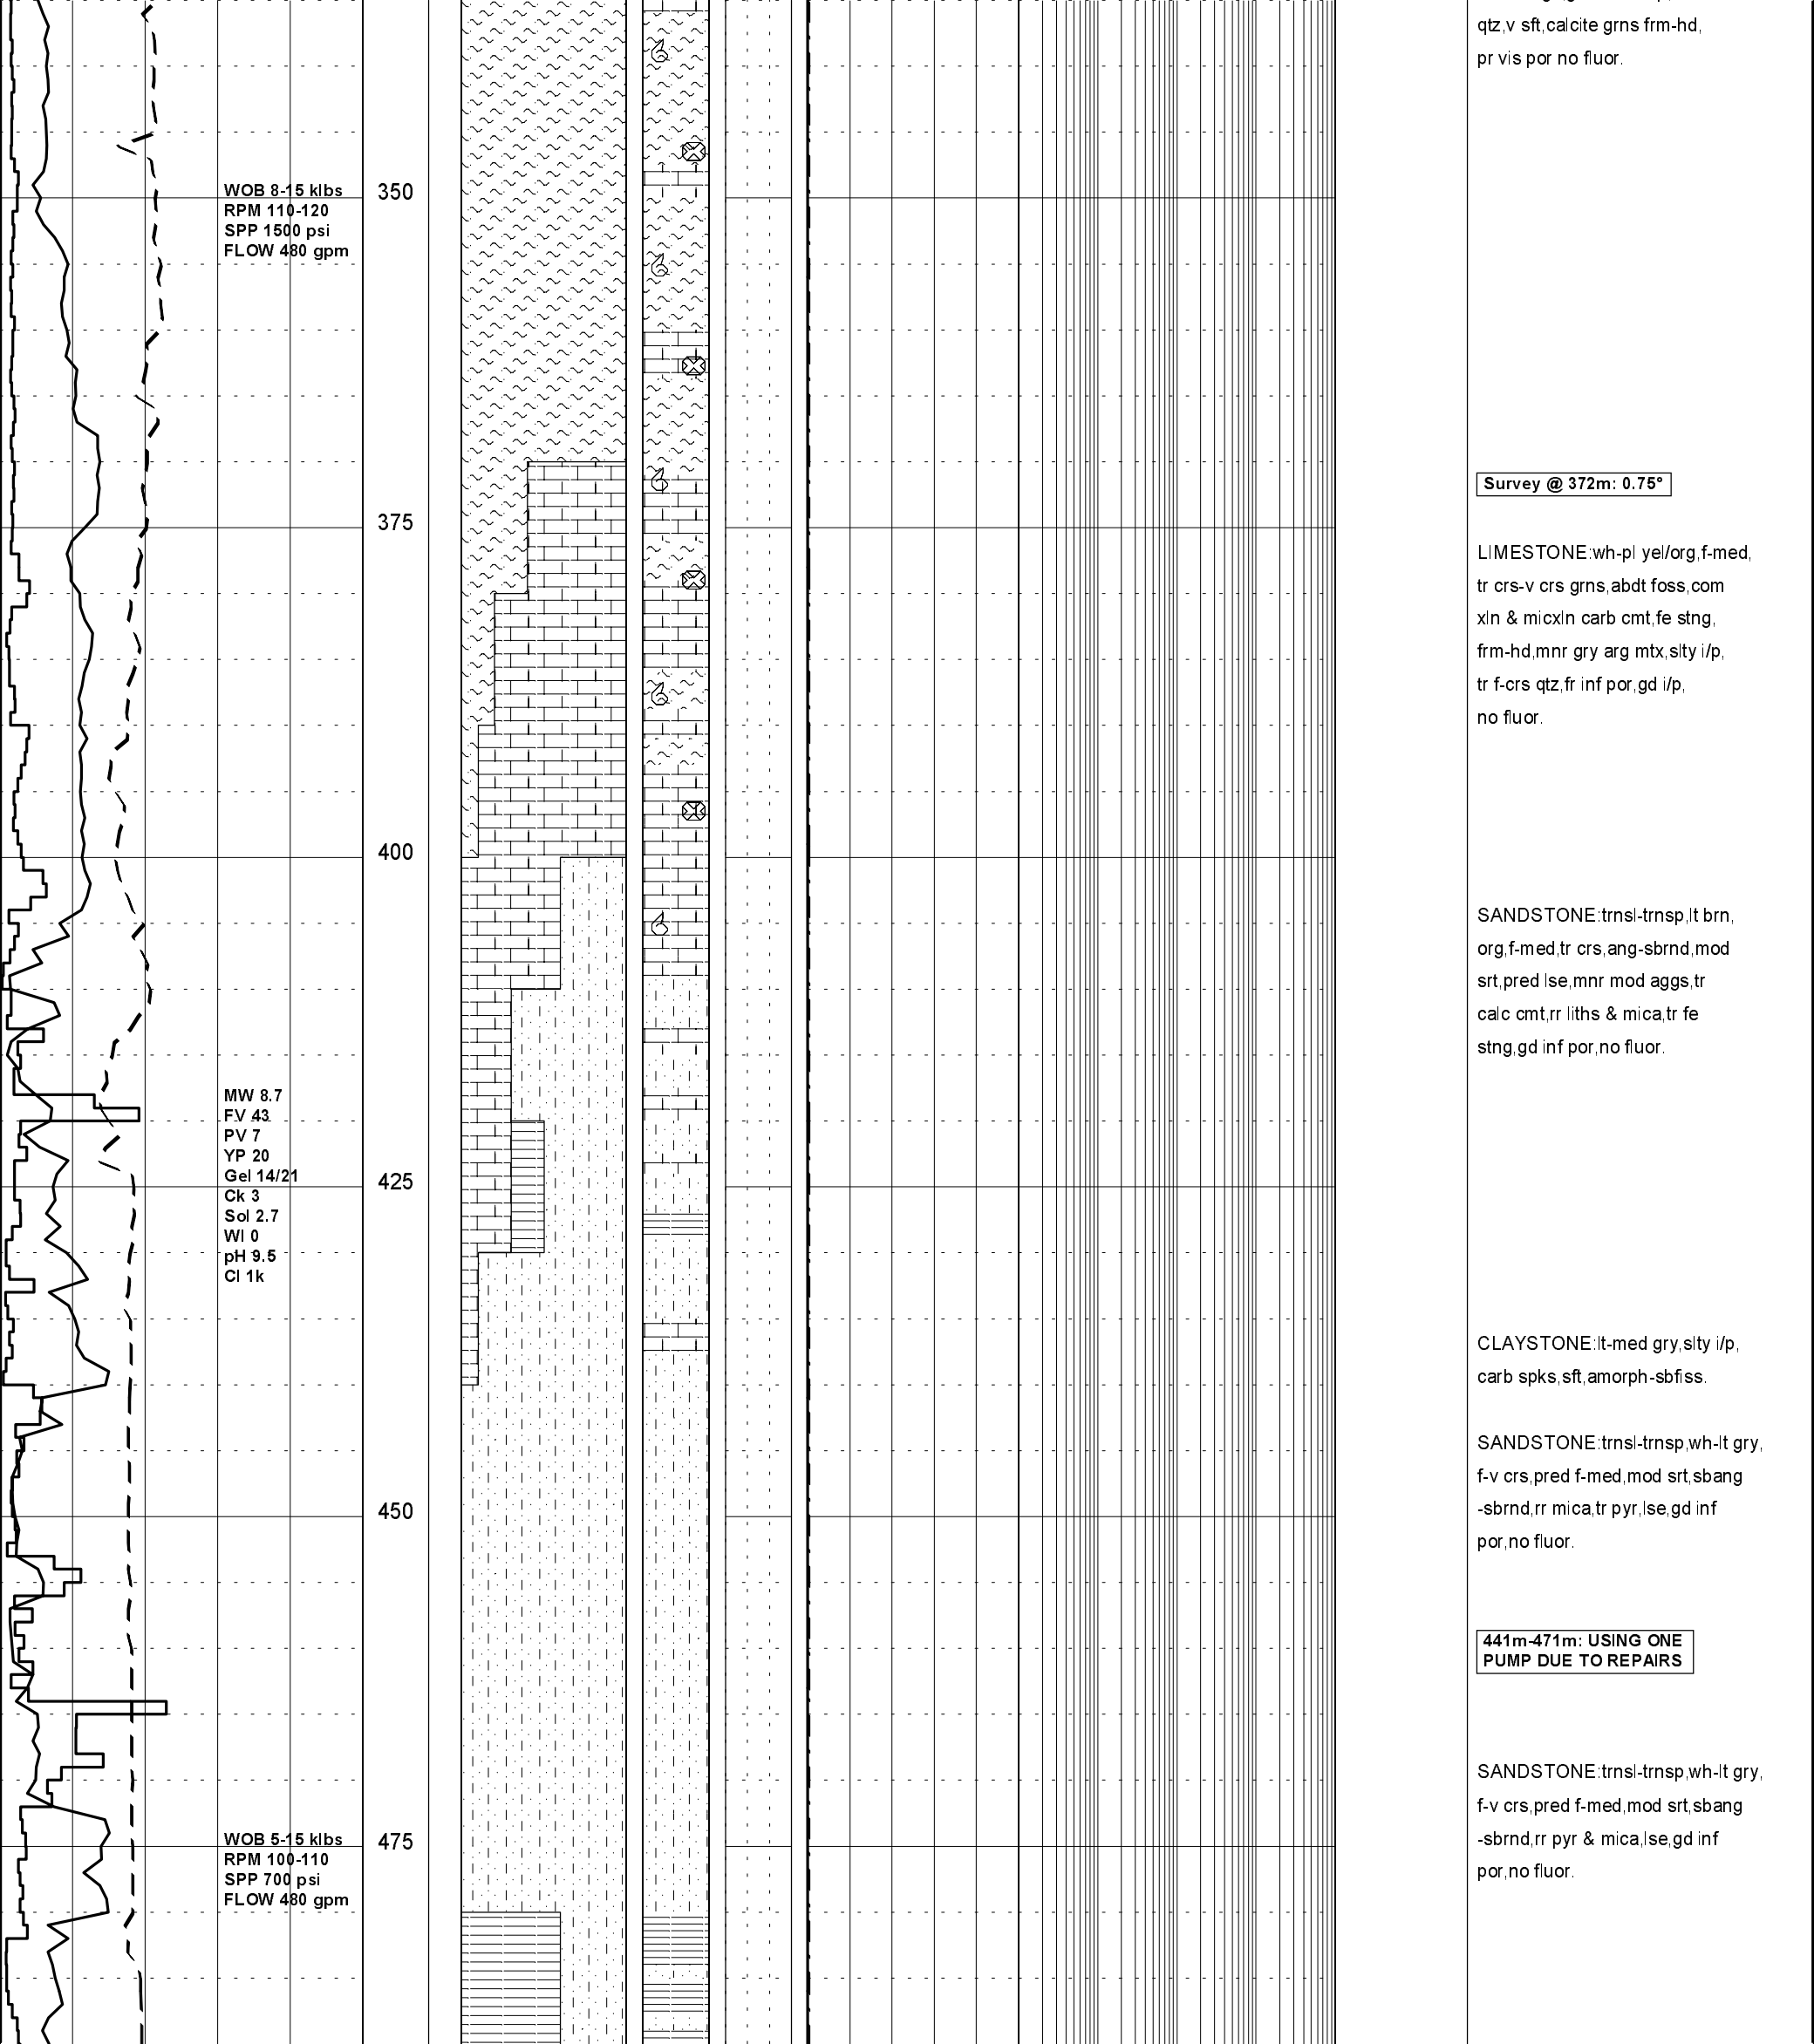 qtz,v sft,calcite grns frm-hd,
pr vis por no fluor.
WOB 8-15 klbs
RPM 110-120
SPP 1500 psi
FLOW 480 gpm
350
Survey @ 372m: 0.75°
375
LIMESTONE:wh-pl yel/org,f-med,
tr crs-v crs grns,abdt foss,com
xln & micxln carb cmt,fe stng,
frm-hd,mnr gry arg mtx,slty i/p,
tr f-crs qtz,fr inf por,gd i/p,
no fluor.
400
SANDSTONE:trnsl-trnsp,lt brn,
org,f-med,tr crs,ang-sbrnd,mod
srt,pred lse,mnr mod aggs,tr
calc cmt,rr liths & mica,tr fe
stng,gd inf por,no fluor.
MW 8.7
FV 43
PV 7
YP 20
Gel 14/21
Ck 3
Sol 2.7
Wl 0
pH 9.5
Cl 1k
425
CLAYSTONE:lt-med gry,slty i/p,
carb spks,sft,amorph-sbfiss.
SANDSTONE:trnsl-trnsp,wh-lt gry,
f-v crs,pred f-med,mod srt,sbang
-sbrnd,rr mica,tr pyr,lse,gd inf
por,no fluor.
450
441m-471m: USING ONE
PUMP DUE TO REPAIRS
SANDSTONE:trnsl-trnsp,wh-lt gry,
f-v crs,pred f-med,mod srt,sbang
-sbrnd,rr pyr & mica,lse,gd inf
por,no fluor.
WOB 5-15 klbs
RPM 100-110
SPP 700 psi
FLOW 480 gpm
475